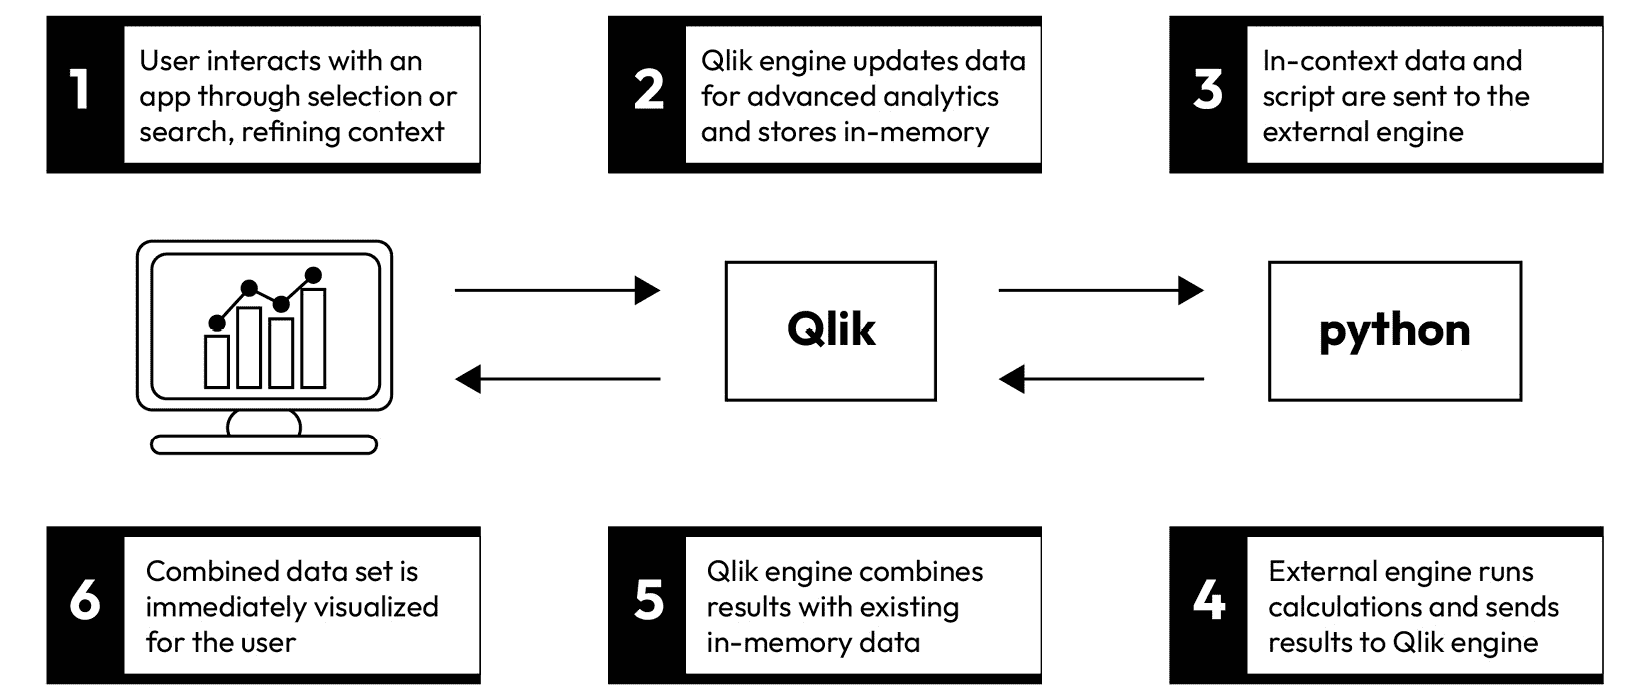 1
User interacts with an
app through selection or
search, refining context
2
Qlik engine updates data
for advanced analytics
and stores in-memory
3
In-context data and
script are sent to the
external engine
Qlik
python
6
Combined data set is
immediately visualized
for the user
5
Qlik engine combines
results with existing
in-memory data
4
External engine runs
calculations and sends
results to Qlik engine